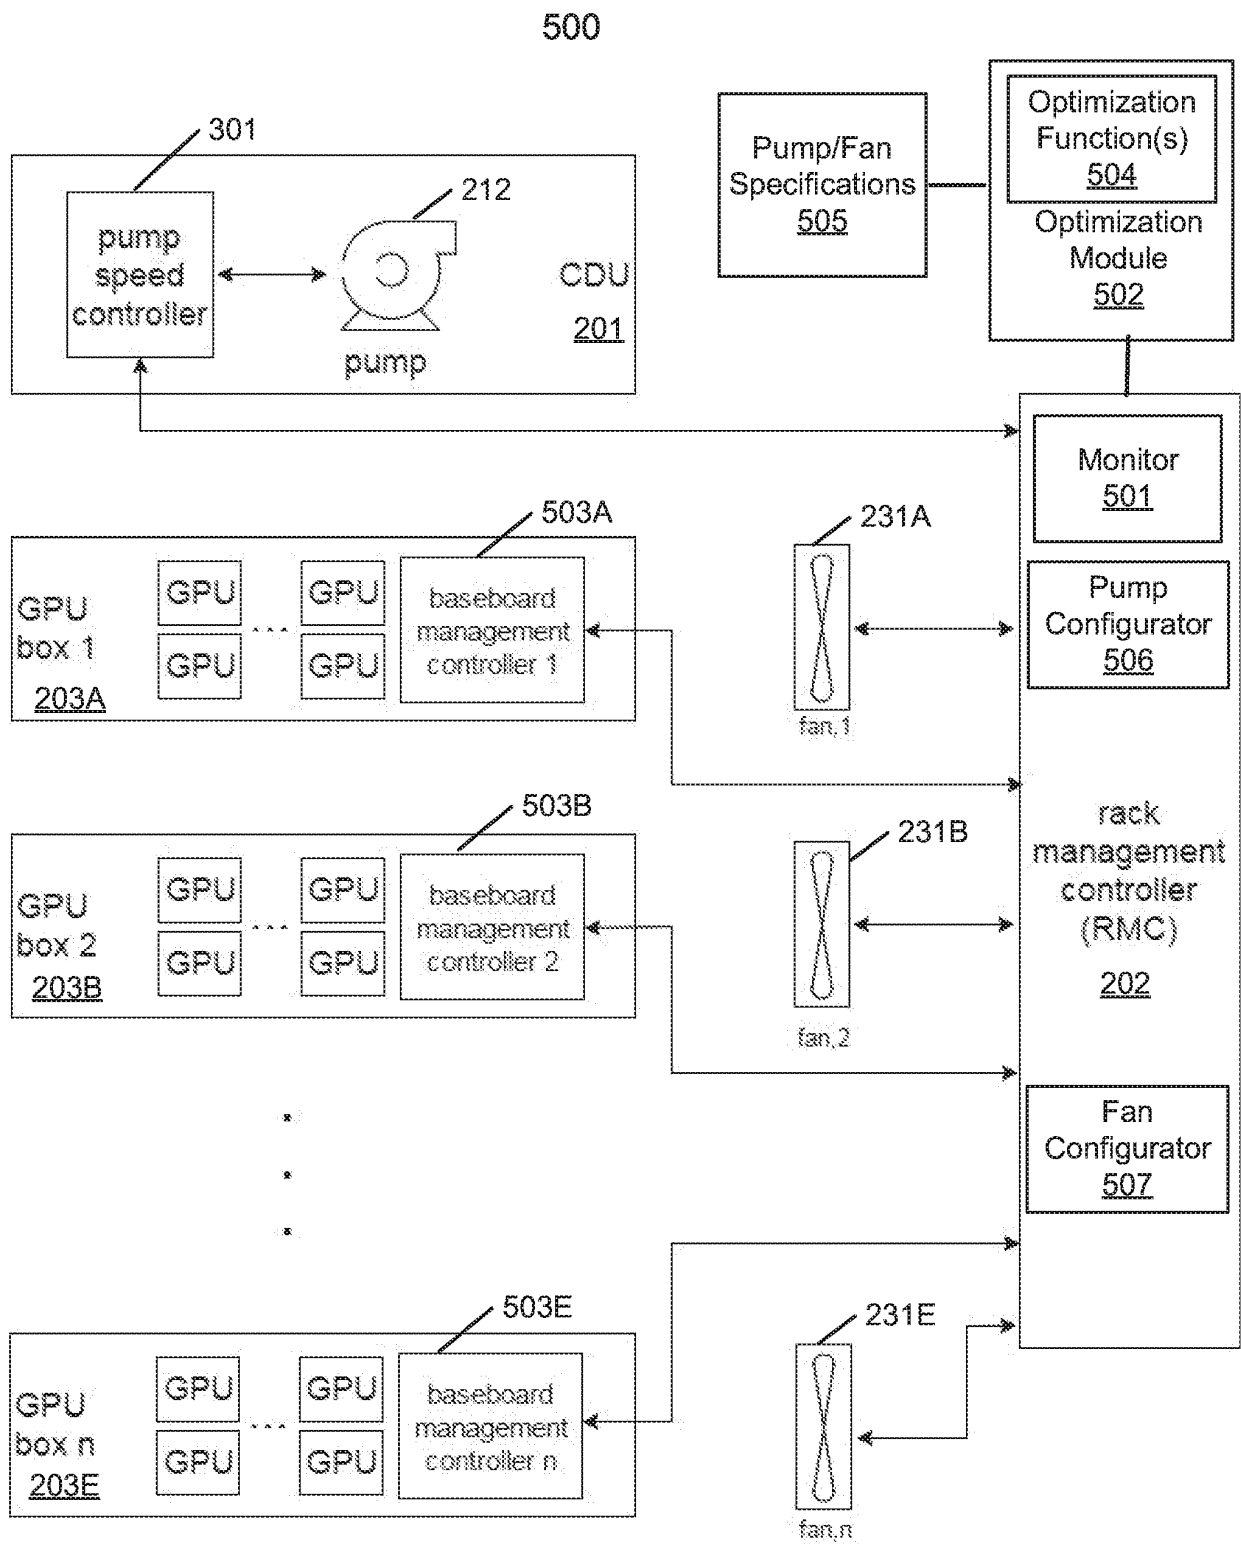 500
301
pump
speed
controller
212
pump
CDU
201
Pump/Fan
Specifications
505
Optimization
Function(s)
504
Optimization
Module
502
Monitor
501
Pump
Configurator
506
rack
management
controller
(RMC)
202
Fan
Configurator
507
503A
GPU
box 1
203A
GPU
GPU
...
GPU
GPU
baseboard
management
controller 1
231A
fan,1
503B
GPU
box 2
203B
GPU
GPU
...
GPU
GPU
baseboard
management
controller 2
231B
fan,2
503E
GPU
box n
203E
GPU
GPU
...
GPU
GPU
baseboard
management
controller n
231E
fan,n